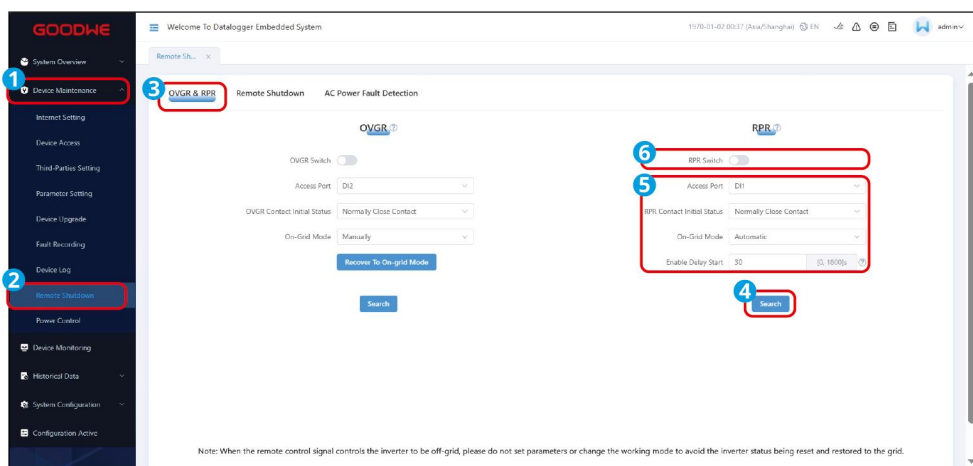 GOODWE
Welcome To Datalogger Embedded System
1970-01-02 00:37 (Asia/Shanghai) EN
admin
Remote Sh... ×
System Overview
1
Device Maintenance
Internet Setting
Device Access
Third-Parties Setting
Parameter Setting
Device Upgrade
Fault Recording
Device Log
2
Remote Shutdown
Power Control
Device Monitoring
Historical Data
System Configuration
Configuration Active
3
OVGR & RPR Remote Shutdown AC Power Fault Detection
OVGR ?
OVGR Switch
Access Port DI2
OVGR Contact Initial Status Normally Close Contact
On-Grid Mode Manually
Recover To On-grid Mode
Search
RPR ?
6
RPR Switch
5
Access Port DI1
RPR Contact Initial Status Normally Close Contact
On-Grid Mode Automatic
Enable Delay Start 30 [0, 1800]s ?
4
Search
Note: When the remote control signal controls the inverter to be off-grid, please do not set parameters or change the working mode to avoid the inverter status being reset and restored to the grid.